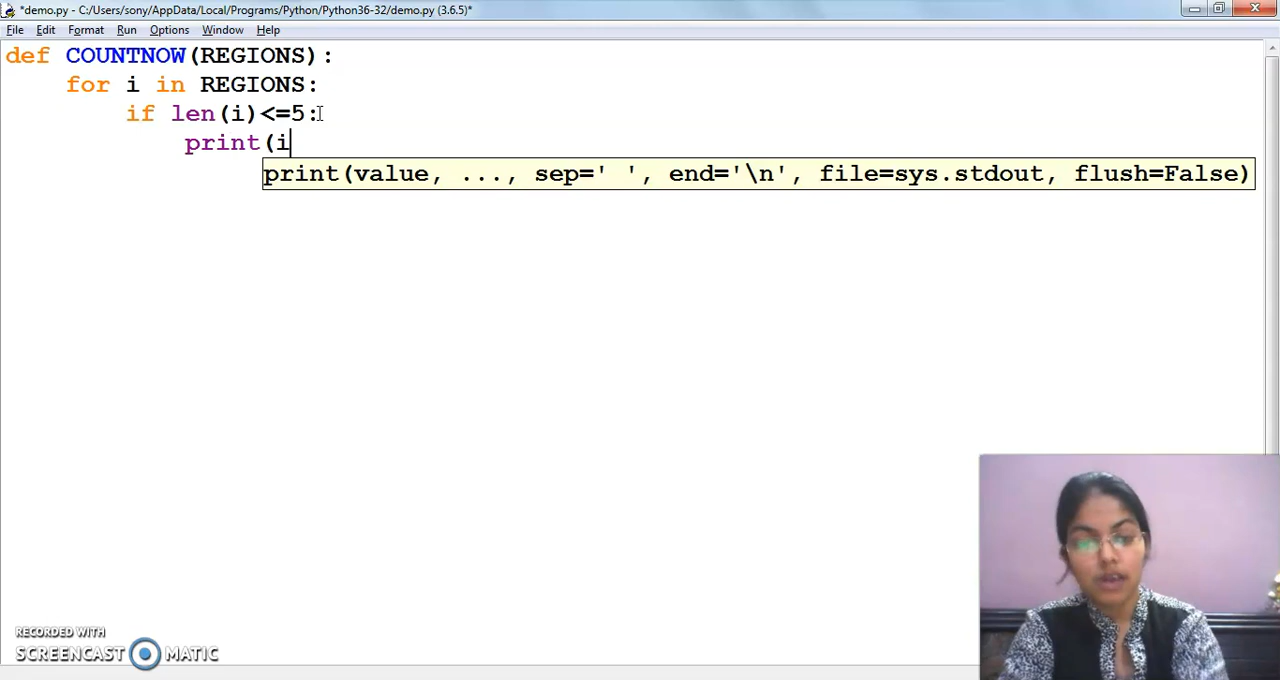 *demo.py - C:/Users/sony/AppData/Local/Programs/Python/Python36-32/demo.py (3.6.5)*
File Edit Format Run Options Window Help
def COUNTNOW(REGIONS):
    for i in REGIONS:
        if len(i)<=5:
            print(i
print(value, ..., sep=' ', end='\n', file=sys.stdout, flush=False)
RECORDED WITH
SCREENCAST MATIC